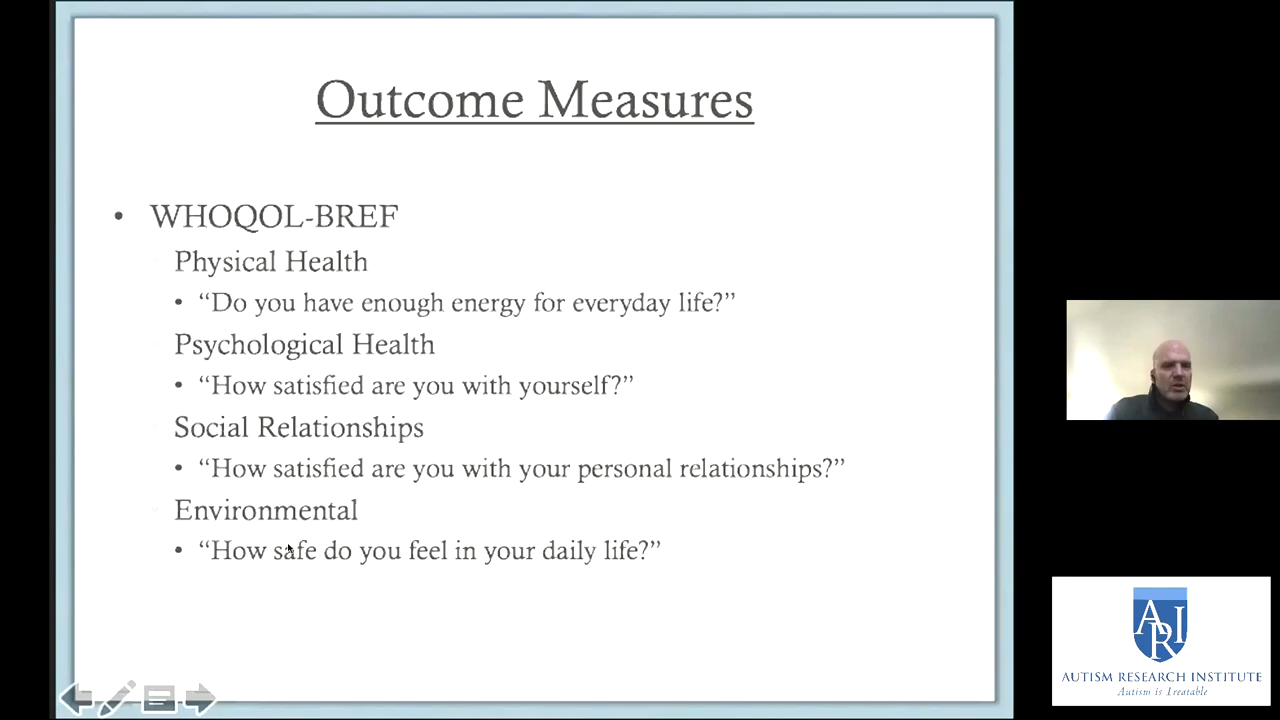 Outcome Measures
• WHOQOL-BREF
Physical Health
• “Do you have enough energy for everyday life?”
Psychological Health
• “How satisfied are you with yourself?”
Social Relationships
• “How satisfied are you with your personal relationships?”
Environmental
• “How safe do you feel in your daily life?”
ARI
AUTISM RESEARCH INSTITUTE
Autism is Treatable